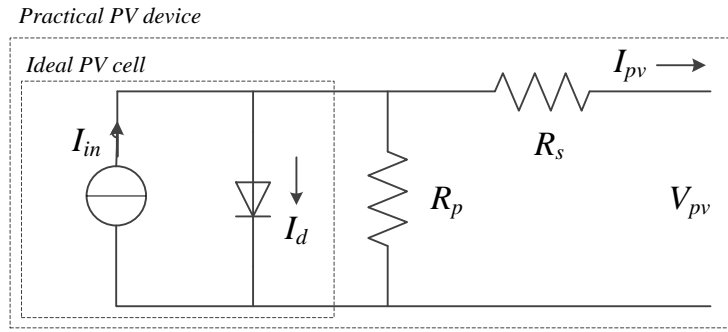 Practical PV device
Ideal PV cell
I_pv
I_in
R_s
R_p
V_pv
I_d